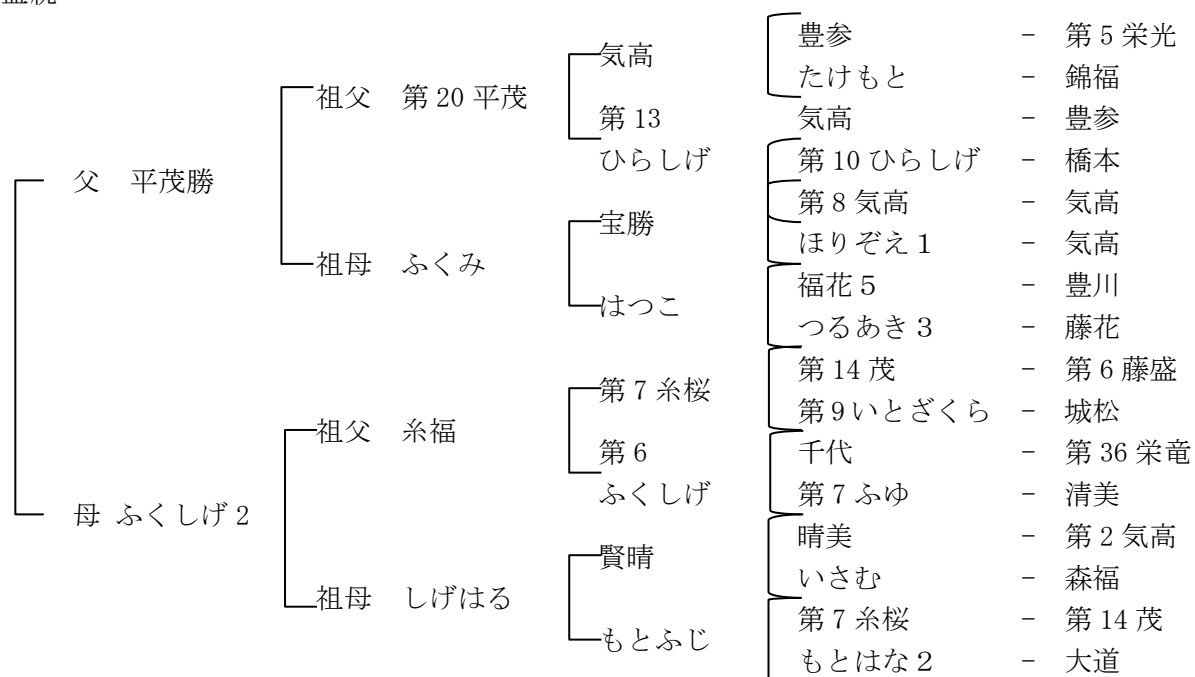 豊参 － 第5栄光
気高
たけもと － 錦福
祖父 第20平茂
第13 気高 － 豊参
ひらしげ 第10ひらしげ － 橋本
父 平茂勝
第8気高 － 気高
宝勝
ほりぞえ1 － 気高
祖母 ふくみ
福花5 － 豊川
はつこ
つるあき3 － 藤花
第14茂 － 第6藤盛
第7糸桜
第9いとざくら － 城松
祖父 糸福
第6 千代 － 第36栄竜
ふくしげ 第7ふゆ － 清美
母 ふくしげ2
晴美 － 第2気高
賢晴
いさむ － 森福
祖母 しげはる
第7糸桜 － 第14茂
もとふじ
もとはな2 － 大道